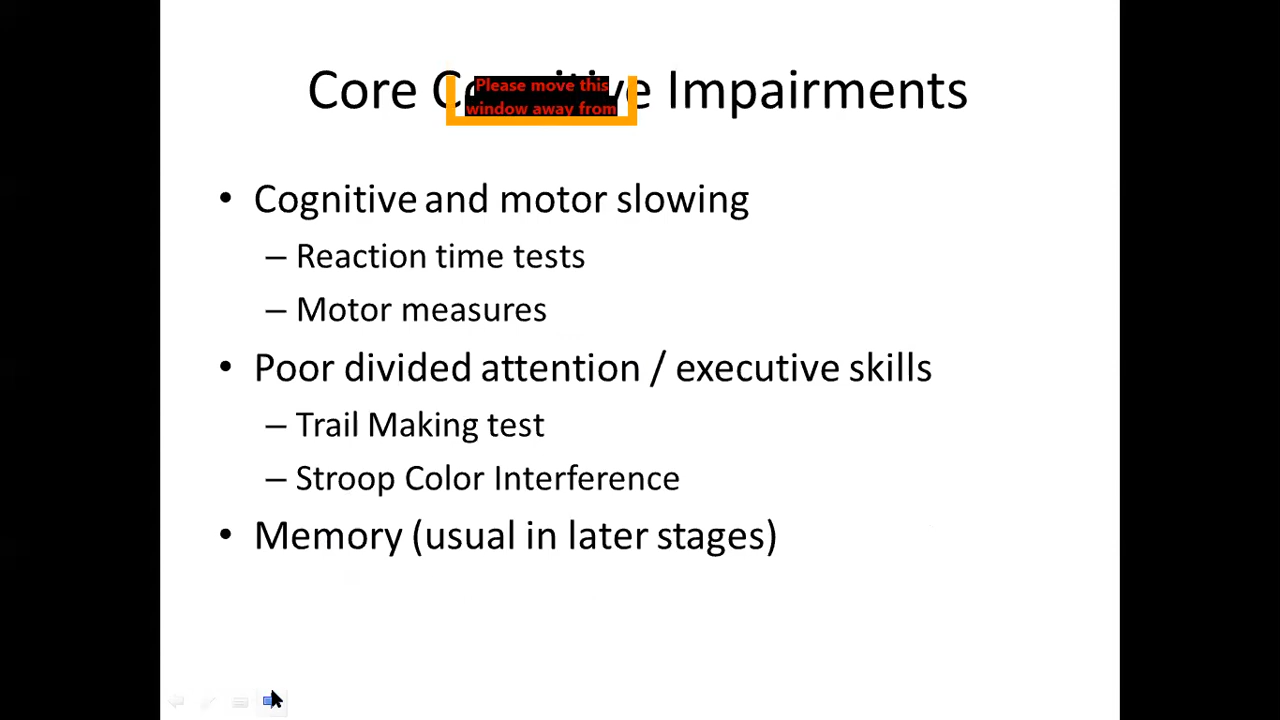 Core Impairments
Please move this
window away from
• Cognitive and motor slowing
– Reaction time tests
– Motor measures
• Poor divided attention / executive skills
– Trail Making test
– Stroop Color Interference
• Memory (usual in later stages)